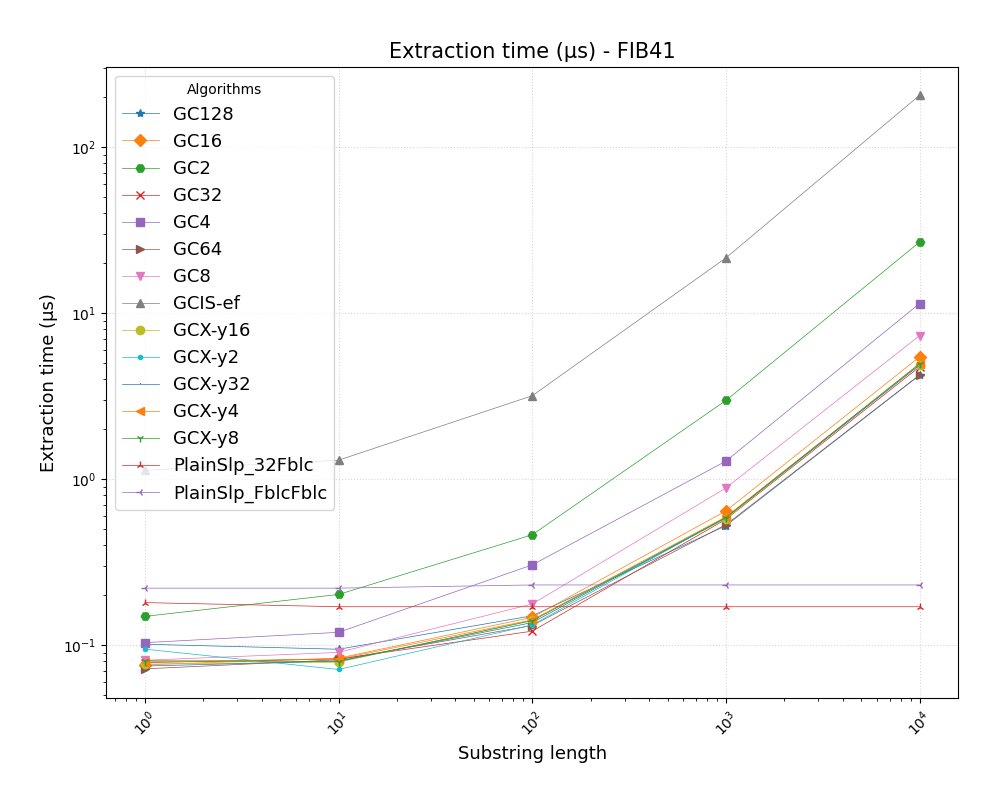 Extraction time (µs) - FIB41
Extraction time (µs)
10²
10¹
10⁰
10⁻¹
Algorithms
GC128
GC16
GC2
GC32
GC4
GC64
GC8
GCIS-ef
GCX-y16
GCX-y2
GCX-y32
GCX-y4
GCX-y8
PlainSlp_32Fblc
PlainSlp_FblcFblc
10⁰ 10¹ 10² 10³ 10⁴
Substring length